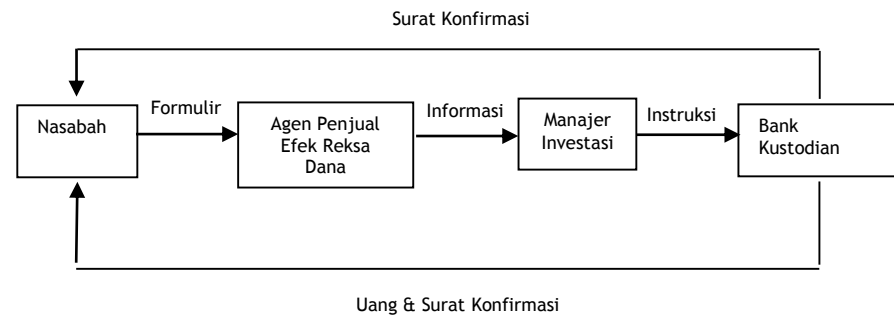 Surat Konfirmasi
Nasabah
Formulir
Agen Penjual
Efek Reksa
Dana
Informasi
Manajer
Investasi
Instruksi
Bank
Kustodian
Uang & Surat Konfirmasi